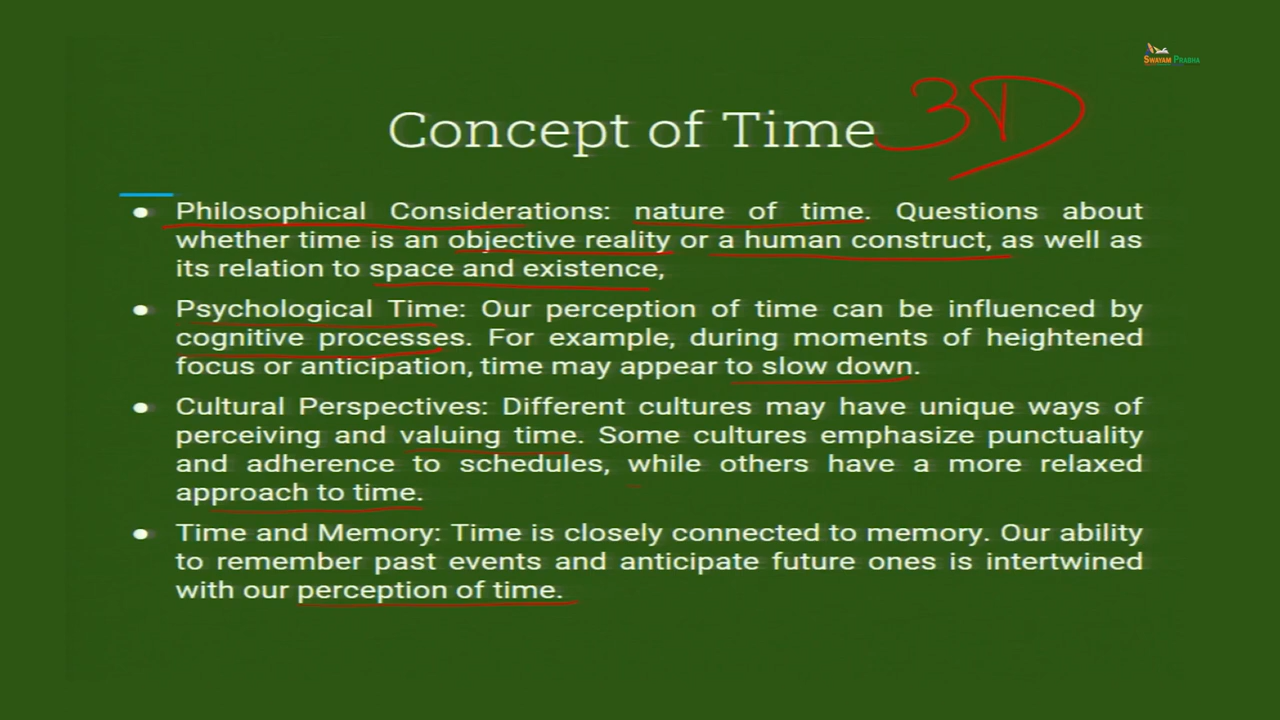 SWAYAM PRABHA
Concept of Time 3D
● Philosophical Considerations: nature of time. Questions about
whether time is an objective reality or a human construct, as well as
its relation to space and existence,
● Psychological Time: Our perception of time can be influenced by
cognitive processes. For example, during moments of heightened
focus or anticipation, time may appear to slow down.
● Cultural Perspectives: Different cultures may have unique ways of
perceiving and valuing time. Some cultures emphasize punctuality
and adherence to schedules, while others have a more relaxed
approach to time.
● Time and Memory: Time is closely connected to memory. Our ability
to remember past events and anticipate future ones is intertwined
with our perception of time.